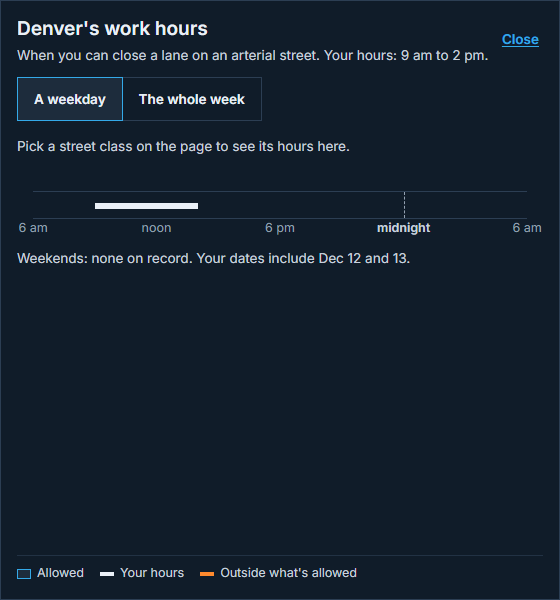 Denver's work hours
Close
When you can close a lane on an arterial street. Your hours: 9 am to 2 pm.
A weekday
The whole week
Pick a street class on the page to see its hours here.
6 am
noon
6 pm
midnight
6 am
Weekends: none on record. Your dates include Dec 12 and 13.
Allowed
Your hours
Outside what's allowed